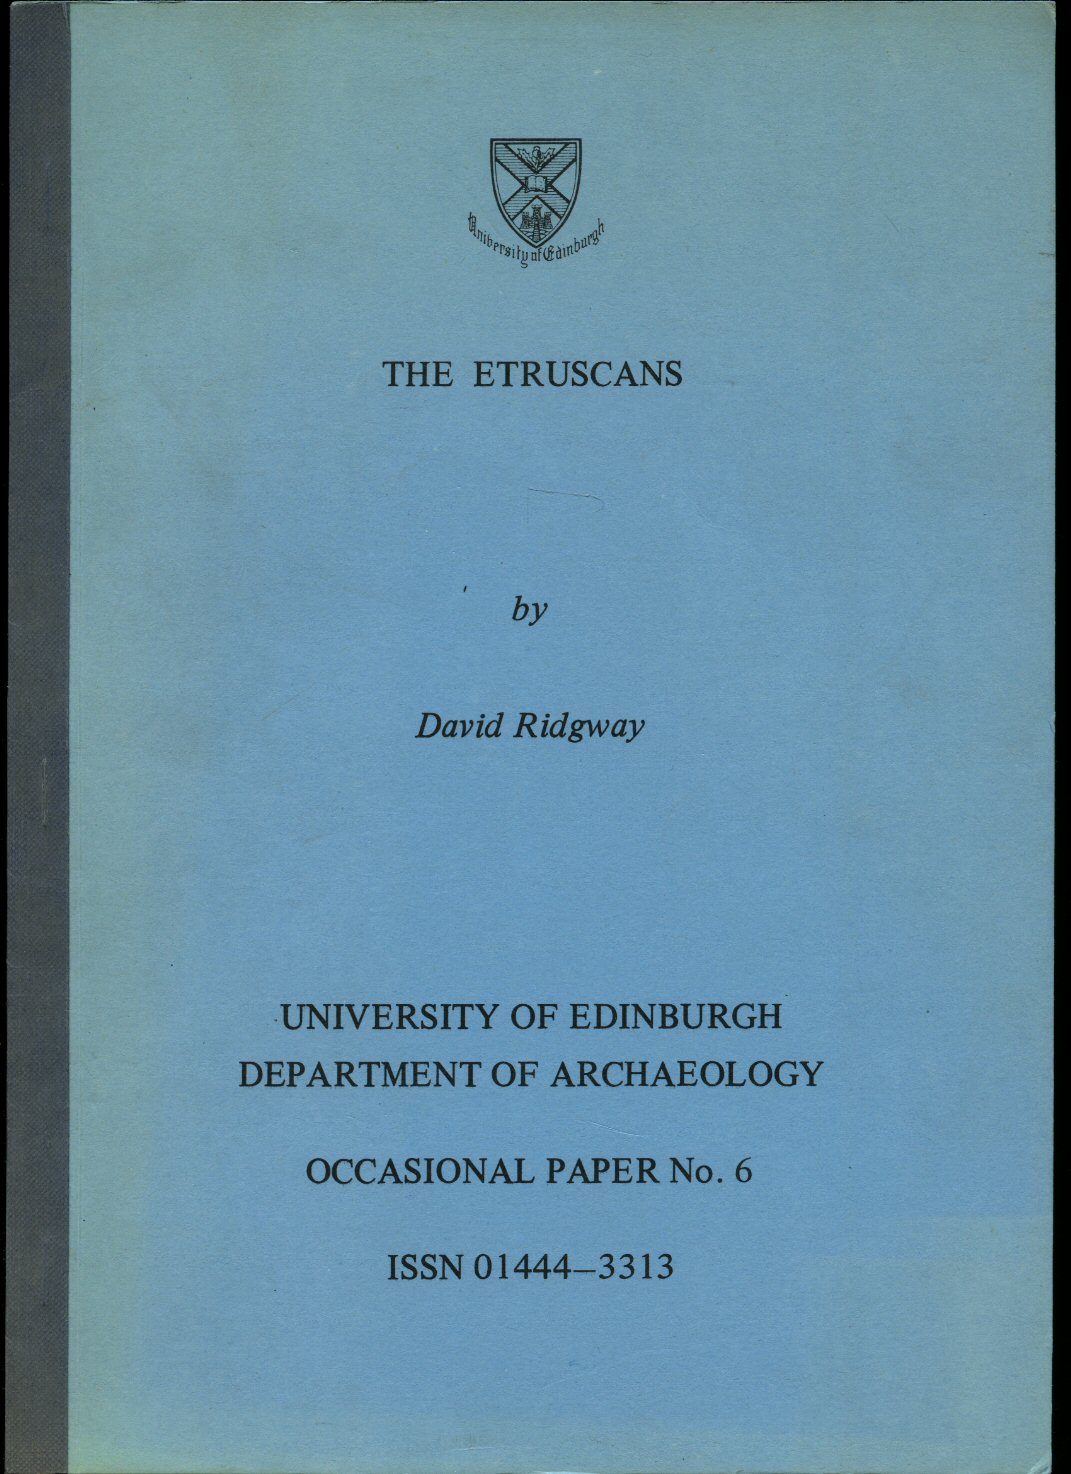 University of Edinburgh
THE ETRUSCANS
by
David Ridgway
UNIVERSITY OF EDINBURGH
DEPARTMENT OF ARCHAEOLOGY
OCCASIONAL PAPER No. 6
ISSN 01444–3313